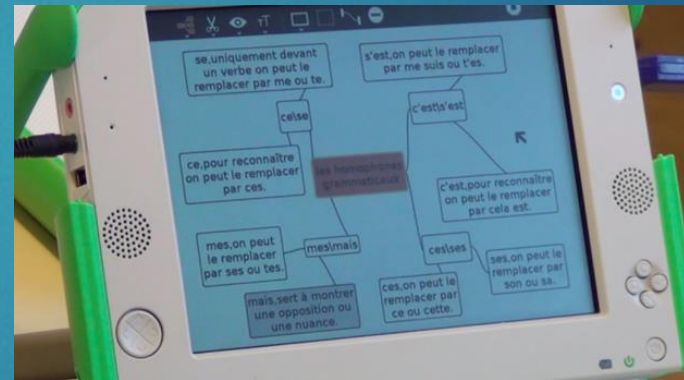 se,uniquement devant
un verbe on peut le
remplacer par me ou te.
s'est,on peut le remplacer
par me suis ou t'es.
ce\se
c'est\s'est
ce,pour reconnaître
on peut le remplacer
par ces.
les homophones
grammaticaux
c'est,pour reconnaître
on peut le remplacer
par cela est.
mes,on peut
le remplacer
par ses ou tes.
mes\mais
ces\ses
ses,on peut le
remplacer par
son ou sa.
mais,sert à montrer
une opposition ou
une nuance.
ces,on peut le
remplacer par
ce ou cette.